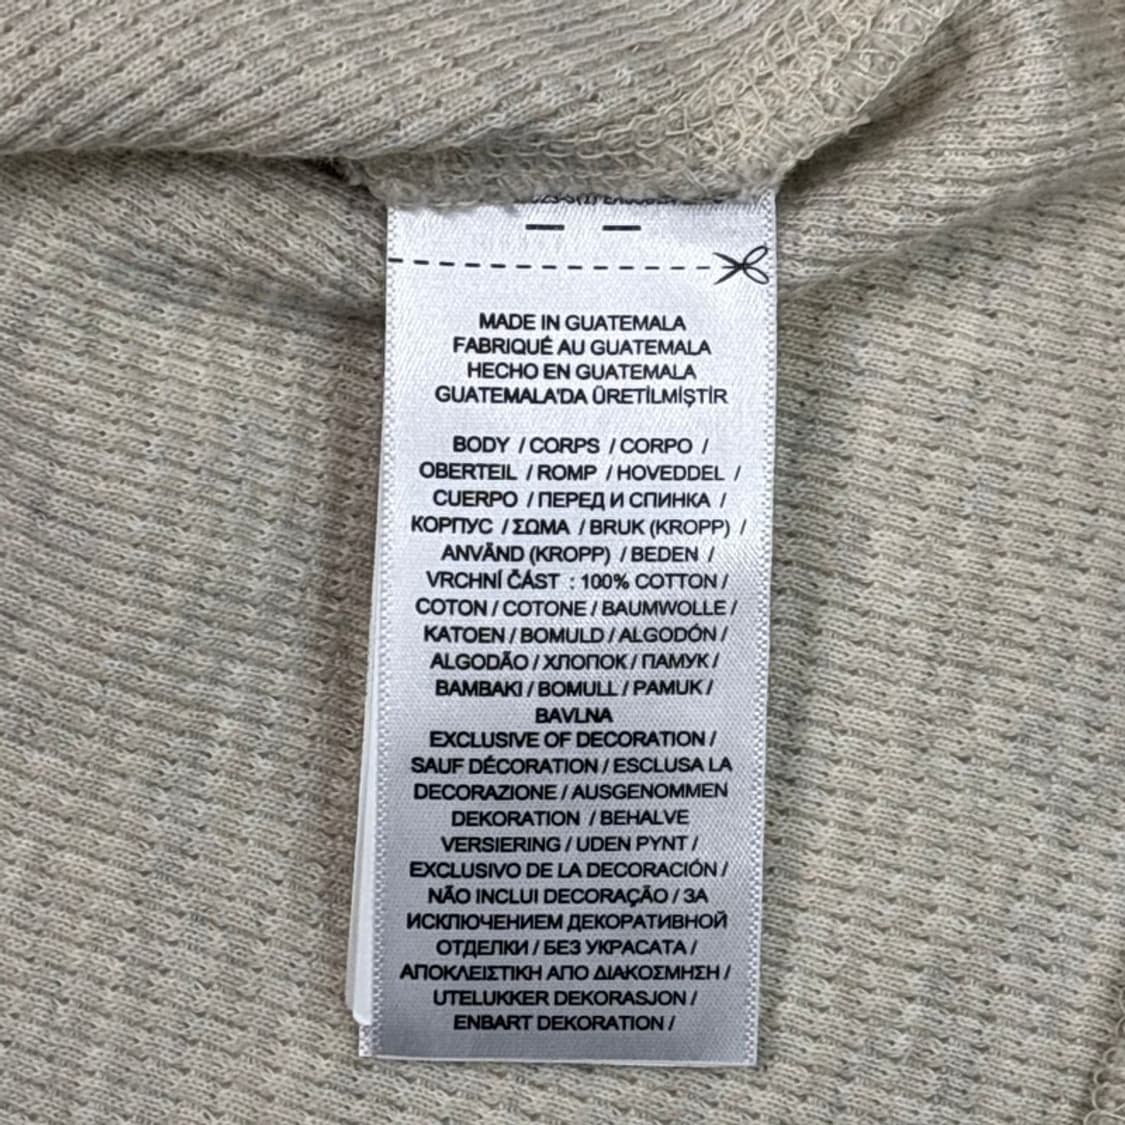 MADE IN GUATEMALA
FABRIQUÉ AU GUATEMALA
HECHO EN GUATEMALA
GUATEMALA'DA ÜRETİLMİŞTİR
BODY / CORPS / CORPO /
OBERTEIL / ROMP / HOVEDDEL /
CUERPO / ПЕРЕД И СПИНКА /
КОРПУС / ΣΩΜΑ / BRUK (KROPP) /
ANVÄND (KROPP) / BEDEN /
VRCHNÍ ČÁST : 100% COTTON /
COTON / COTONE / BAUMWOLLE /
KATOEN / BOMULD / ALGODÓN /
ALGODÃO / ХЛОПОК / ПАМУК /
ΒΑΜΒΑΚΙ / BOMULL / PAMUK /
BAVLNA
EXCLUSIVE OF DECORATION /
SAUF DÉCORATION / ESCLUSA LA
DECORAZIONE / AUSGENOMMEN
DEKORATION / BEHALVE
VERSIERING / UDEN PYNT /
EXCLUSIVO DE LA DECORACIÓN /
NÃO INCLUI DECORAÇÃO / ЗА
ИСКЛЮЧЕНИЕМ ДЕКОРАТИВНОЙ
ОТДЕЛКИ / БЕЗ УКРАСАТА /
ΑΠΟΚΛΕΙΣΤΙΚΗ ΑΠΟ ΔΙΑΚΟΣΜΗΣΗ /
UTELUKKER DEKORASJON /
ENBART DEKORATION /